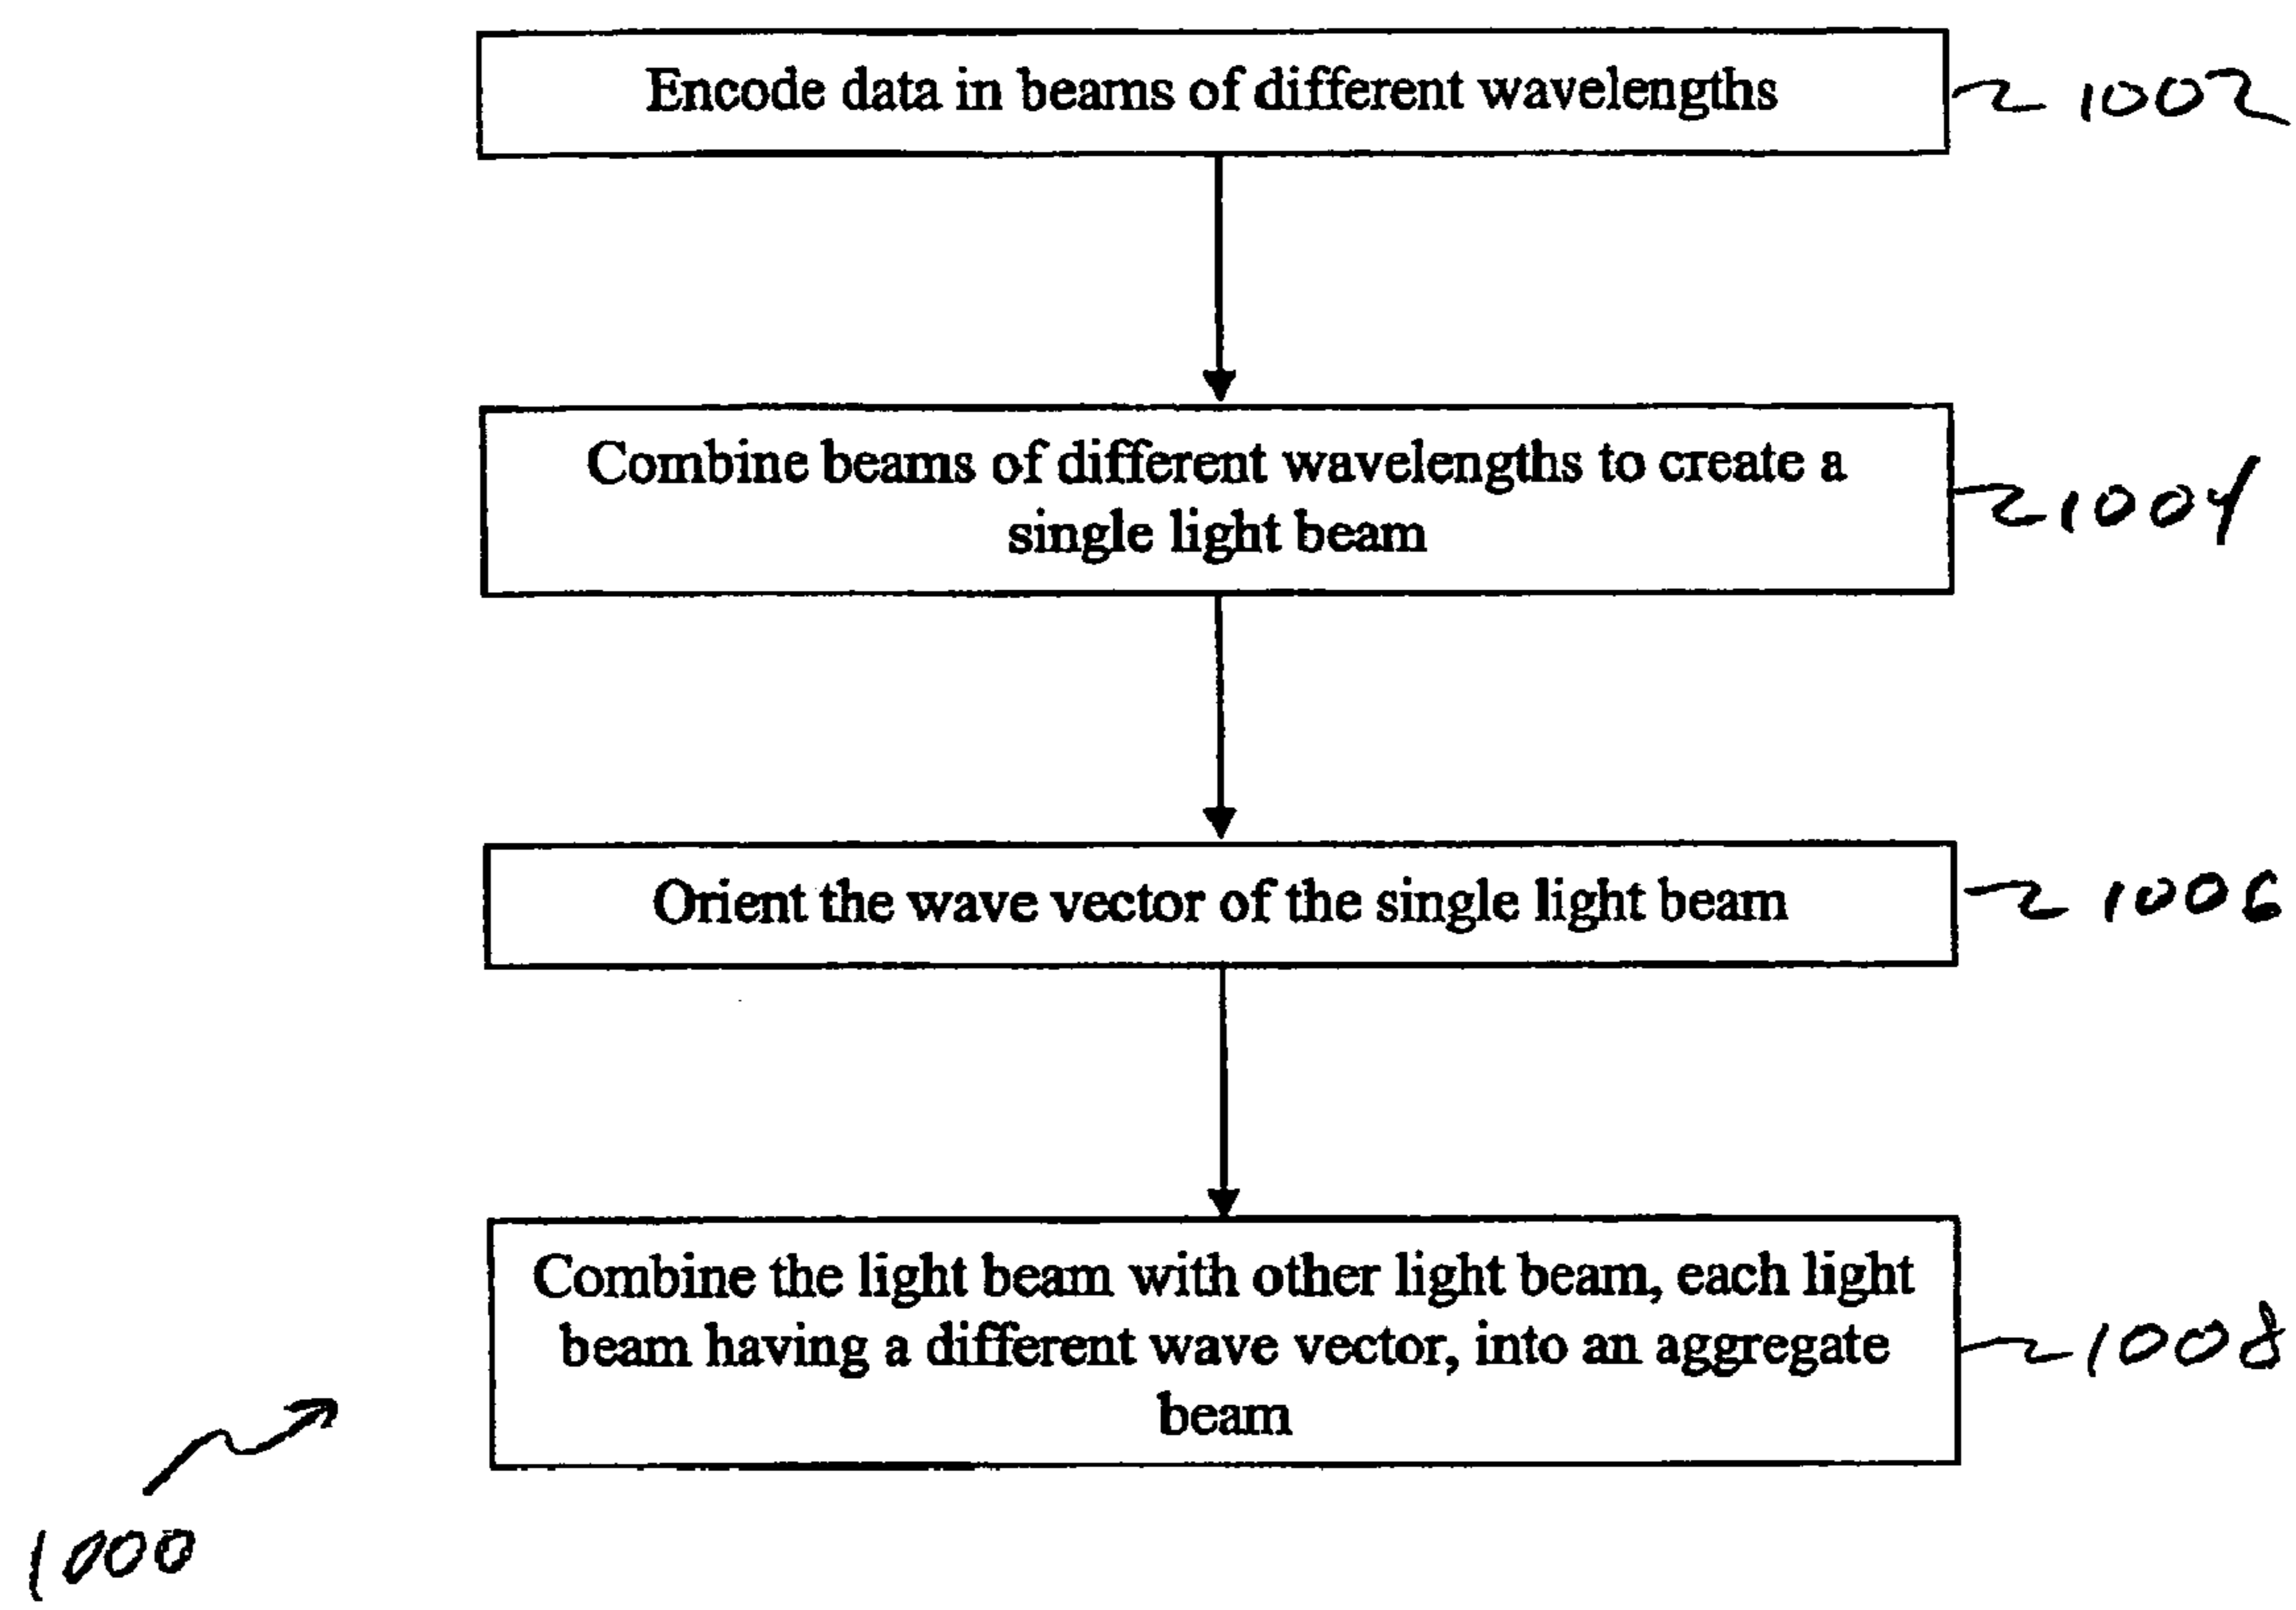 Encode data in beams of different wavelengths
1002
Combine beams of different wavelengths to create a
single light beam
1004
Orient the wave vector of the single light beam
1006
Combine the light beam with other light beam, each light
beam having a different wave vector, into an aggregate
beam
1008
1000